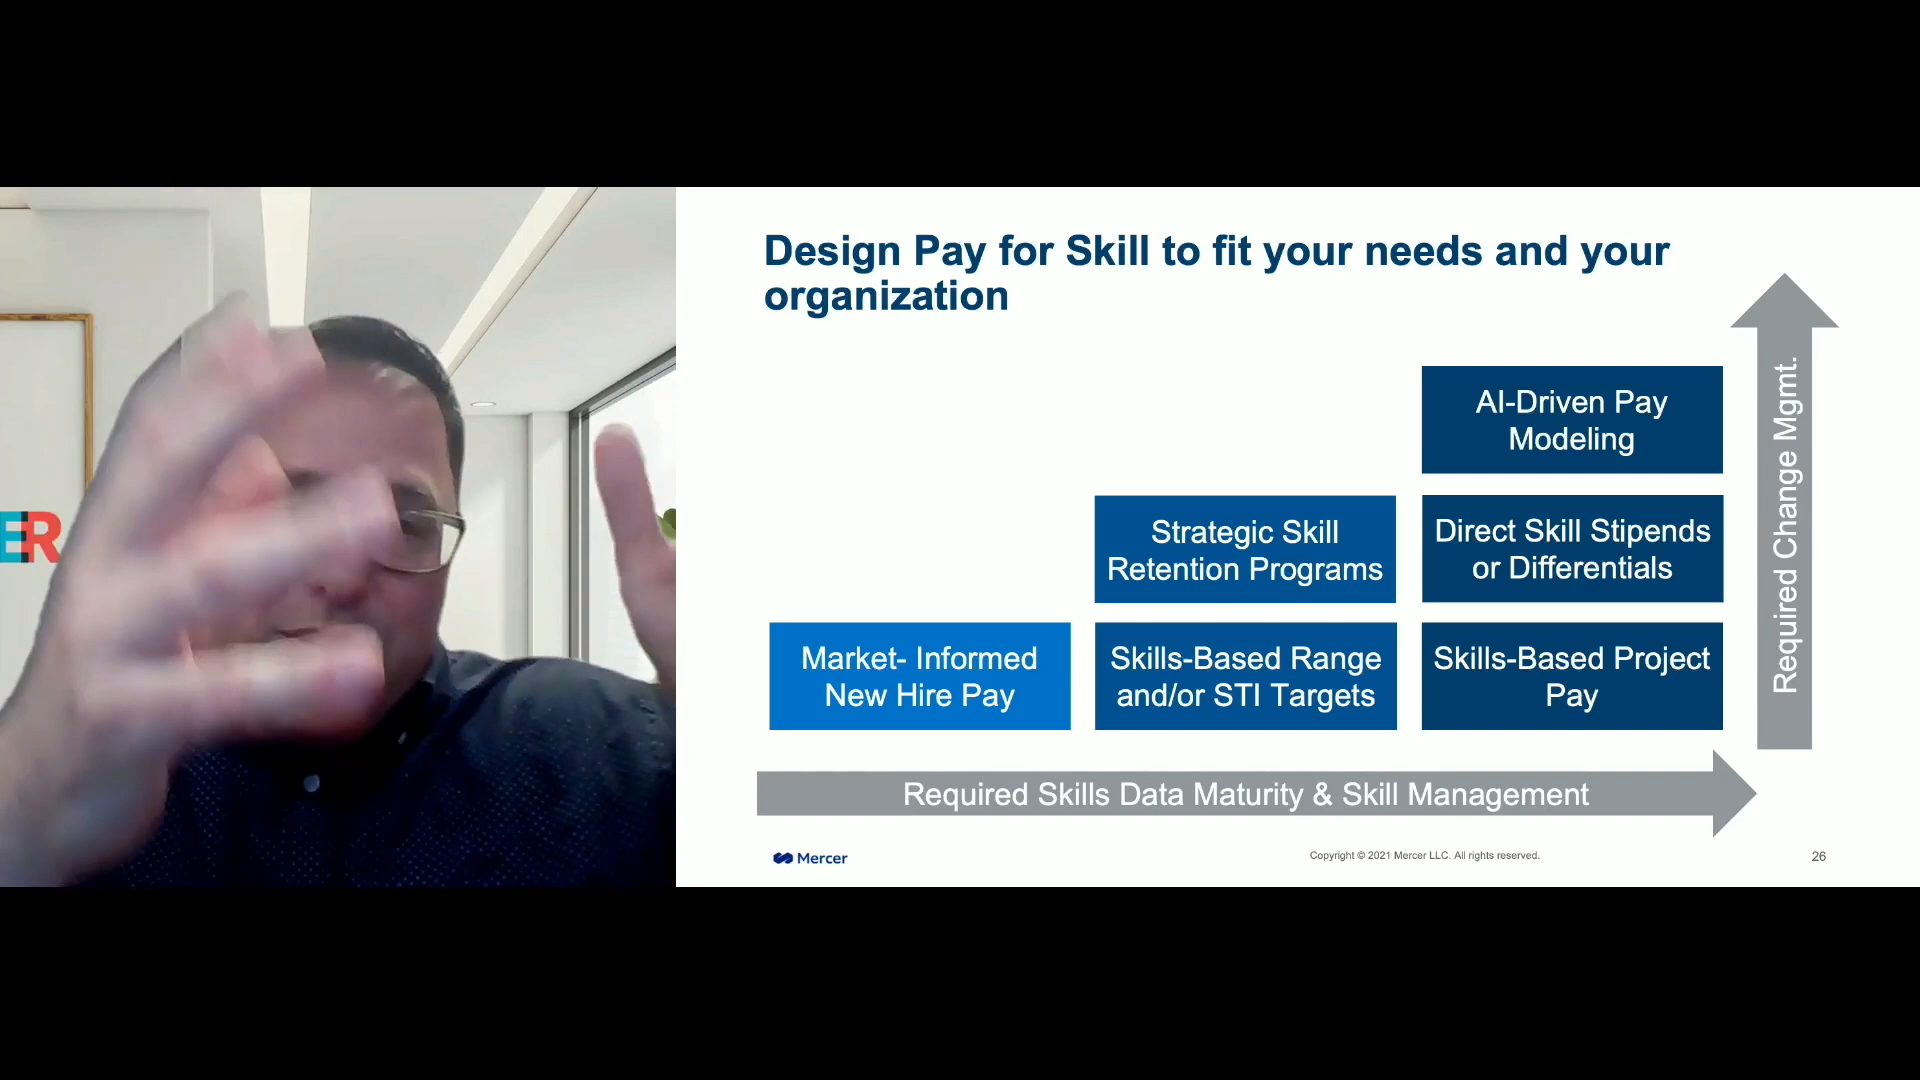 ER
Design Pay for Skill to fit your needs and your
organization
AI-Driven Pay
Modeling
Strategic Skill
Retention Programs
Direct Skill Stipends
or Differentials
Market- Informed
New Hire Pay
Skills-Based Range
and/or STI Targets
Skills-Based Project
Pay
Required Change Mgmt.
Required Skills Data Maturity & Skill Management
Mercer
Copyright © 2021 Mercer LLC. All rights reserved.
26